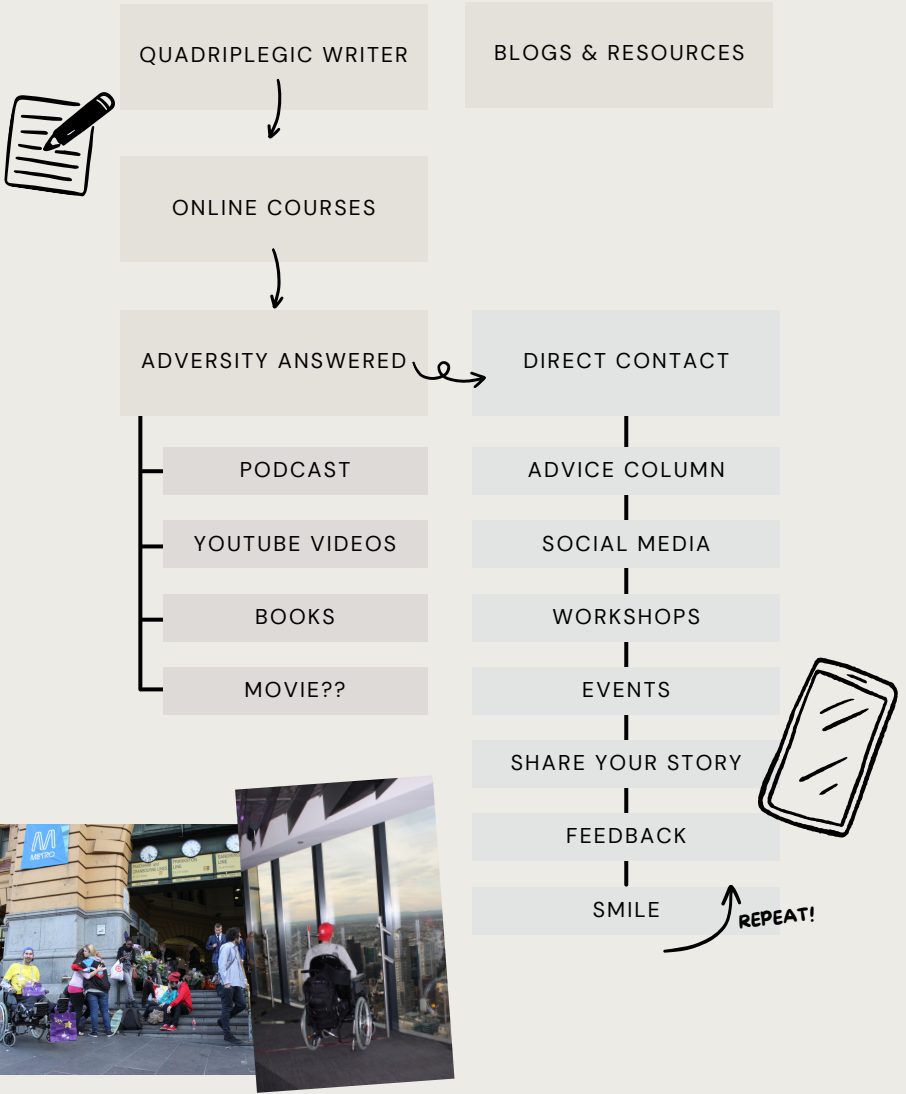 QUADRIPLEGIC WRITER
BLOGS & RESOURCES
ONLINE COURSES
ADVERSITY ANSWERED
DIRECT CONTACT
PODCAST
YOUTUBE VIDEOS
BOOKS
MOVIE??
ADVICE COLUMN
SOCIAL MEDIA
WORKSHOPS
EVENTS
SHARE YOUR STORY
FEEDBACK
SMILE
REPEAT!
METRO